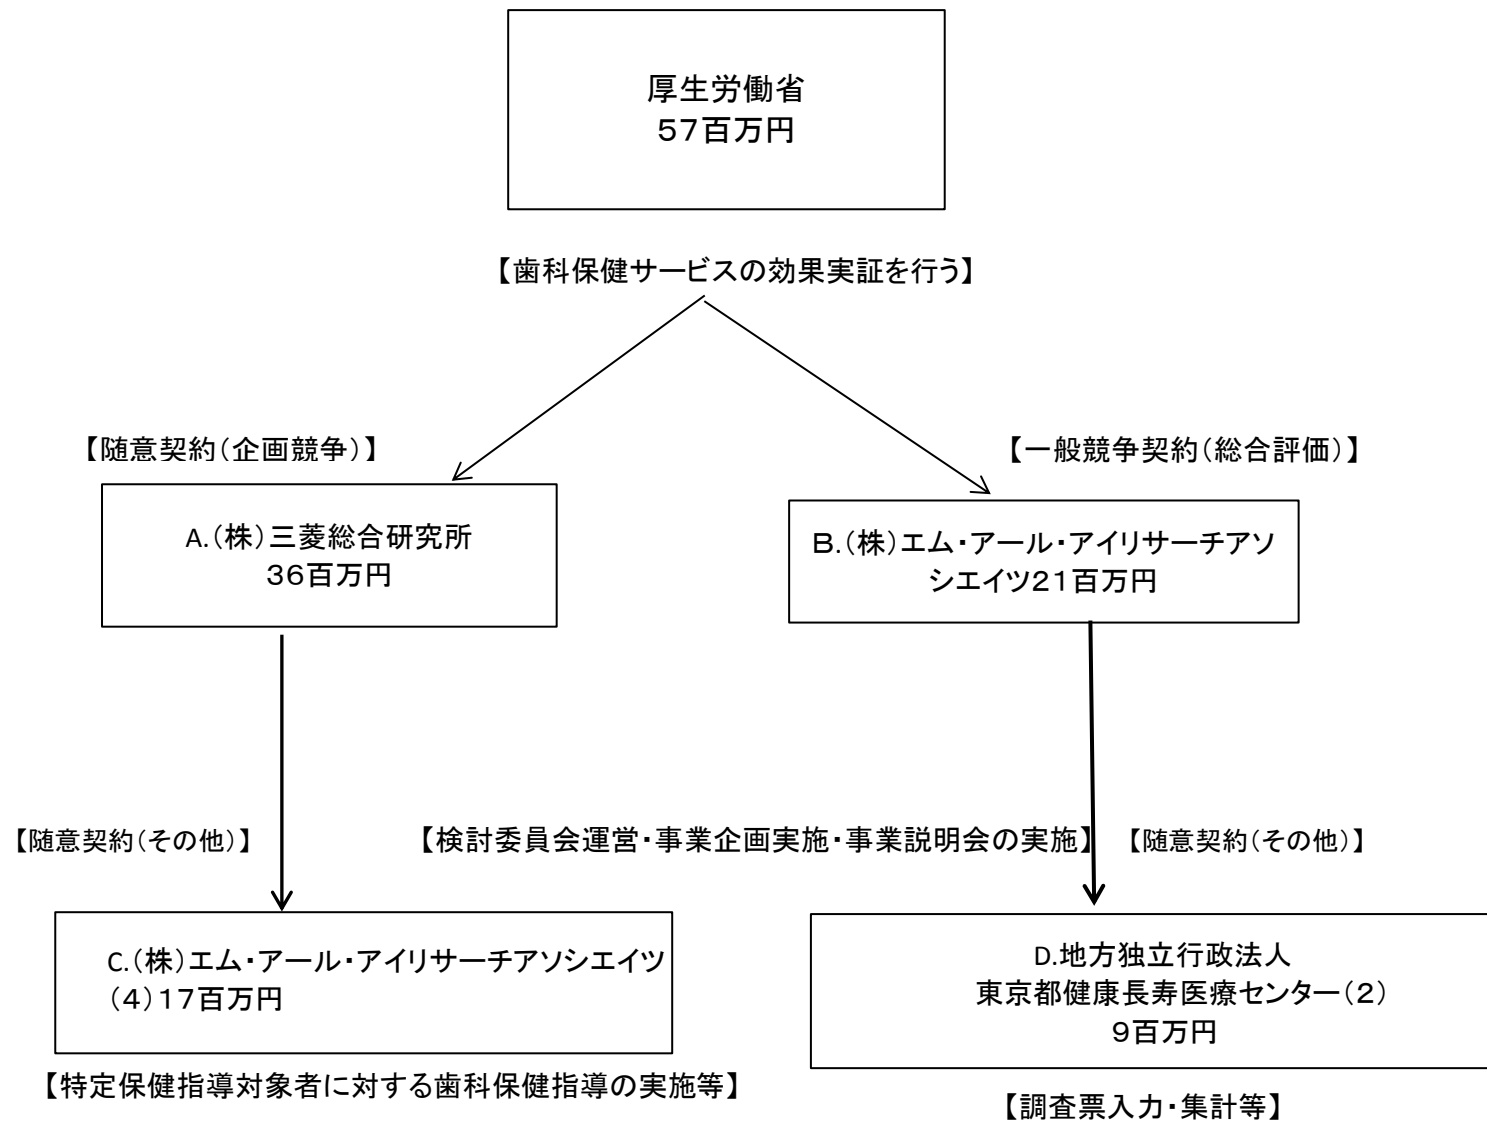 厚生労働省
57百万円
【歯科保健サービスの効果実証を行う】
【随意契約(企画競争)】
【一般競争契約(総合評価)】
A.(株)三菱総合研究所
36百万円
B.(株)エム・アール・アイリサーチアソ
シエイツ21百万円
【随意契約(その他)】
【検討委員会運営・事業企画実施・事業説明会の実施】
【随意契約(その他)】
C.(株)エム・アール・アイリサーチアソシエイツ
(4)17百万円
D.地方独立行政法人
東京都健康長寿医療センター(2)
9百万円
【特定保健指導対象者に対する歯科保健指導の実施等】
【調査票入力・集計等】